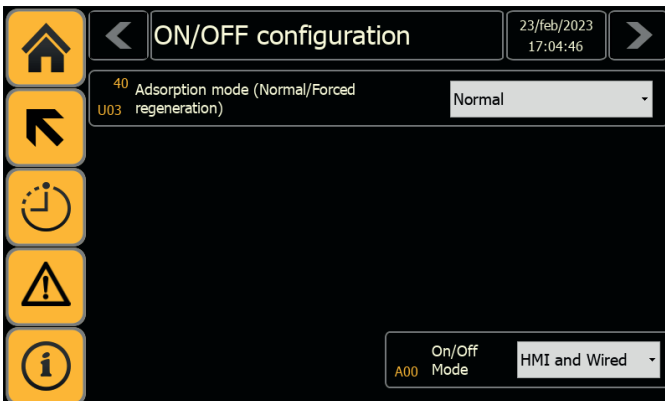 ON/OFF configuration
23/feb/2023
17:04:46
40
U03
Adsorption mode (Normal/Forced
regeneration)
Normal
A00
On/Off
Mode
HMI and Wired